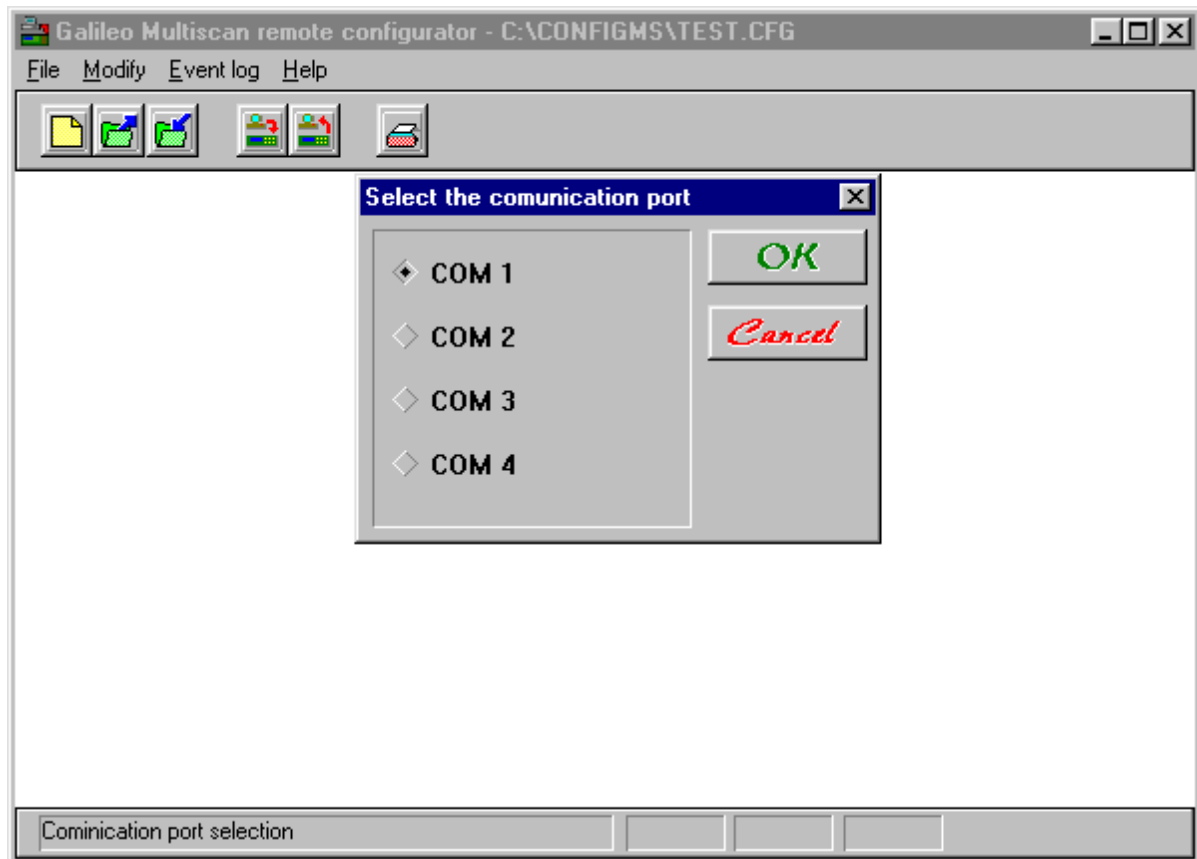 Galileo Multiscan remote configurator - C:\CONFIGMS\TEST.CFG
File Modify Event log Help
Select the comunication port
COM 1
OK
COM 2
Cancel
COM 3
COM 4
Cominication port selection